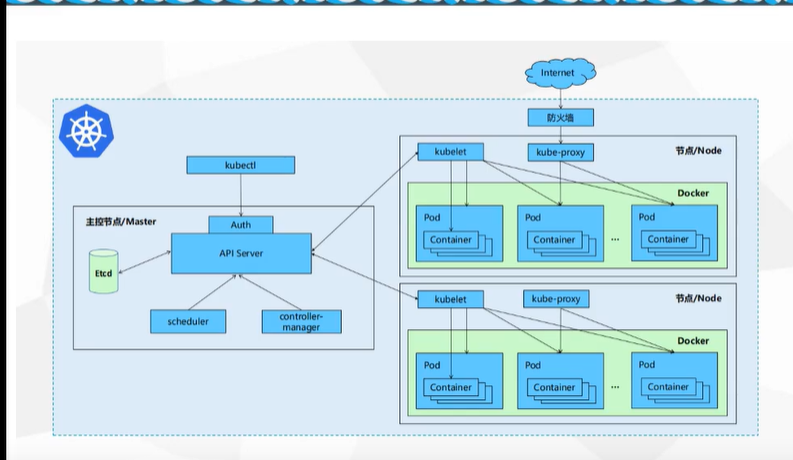 Internet
防火墙
kubelet
kube-proxy
节点/Node
kubectl
Docker
主控节点/Master
Auth
Pod
Pod
Pod
API Server
Container
Container
...
Container
Etcd
kubelet
kube-proxy
节点/Node
scheduler
controller-
manager
Docker
Pod
Pod
Pod
Container
Container
...
Container